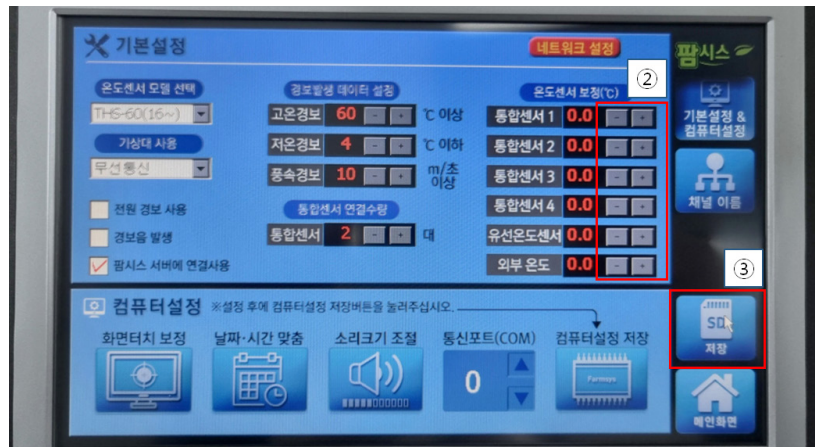 기본설정
네트워크 설정
팜시스
②
온도센서 모델 선택
THS-60(16~)
기상대 사용
무선통신
전원 경보 사용
경보음 발생
팜시스 서버에 연결사용
경보발생 데이터 설정
고온경보 60 - + ℃ 이상
저온경보 4 - + ℃ 이하
풍속경보 10 - + m/초 이상
통합센서 연결수량
통합센서 2 - + 대
온도센서 보정(℃)
통합센서 1 0.0 - +
통합센서 2 0.0 - +
통합센서 3 0.0 - +
통합센서 4 0.0 - +
유선온도센서 0.0 - +
외부 온도 0.0 - +
기본설정 &
컴퓨터설정
채널 이름
③
SD
저장
메인화면
컴퓨터설정 ※설정 후에 컴퓨터설정 저장버튼을 눌러주십시오.
화면터치 보정
날짜·시간 맞춤
소리크기 조절
통신포트(COM)
0
컴퓨터설정 저장
Farmsys